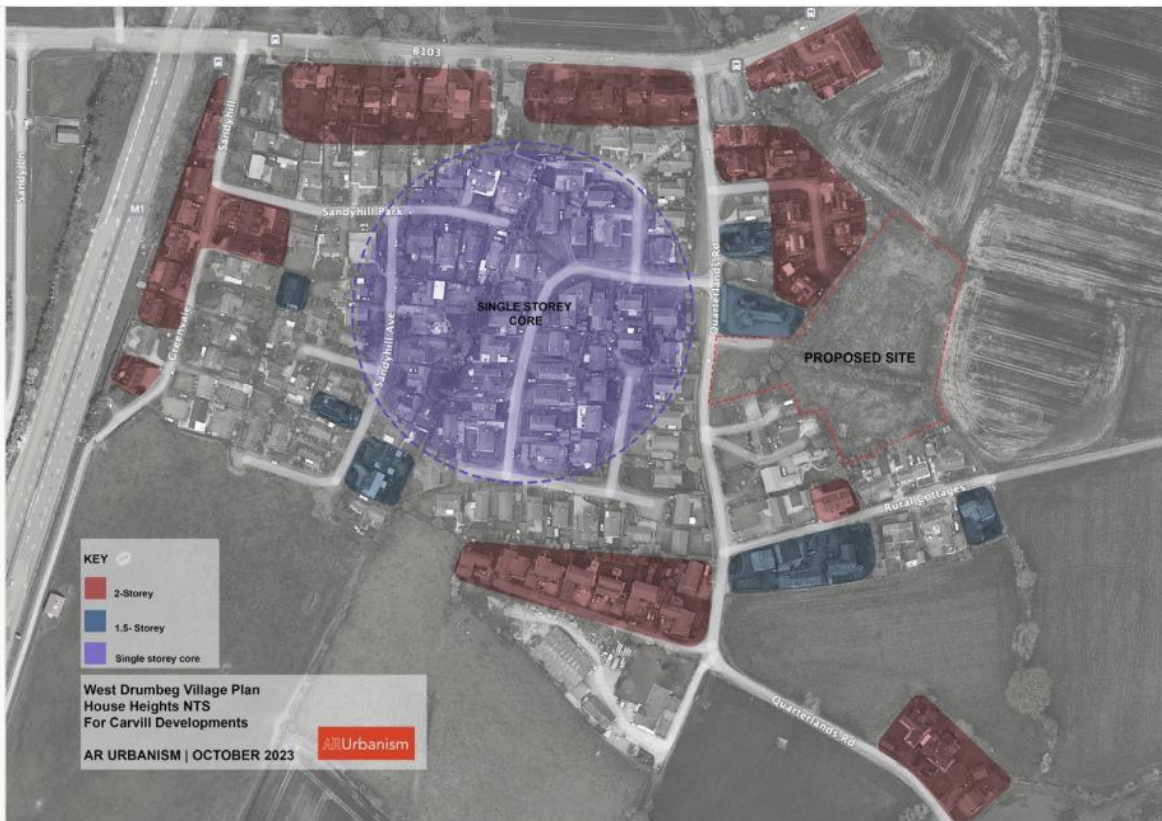 B103
Sandyhill
Sandy Ln
M1
Sandyhill Park
Quarterlands Rd
SINGLE STOREY
CORE
Greenvale
Sandyhill Ave
PROPOSED SITE
Rural Cottages
KEY
2-Storey
1.5- Storey
Single storey core
West Drumbeg Village Plan
House Heights NTS
For Carvill Developments
ARUrbanism
AR URBANISM | OCTOBER 2023
Quarterlands Rd